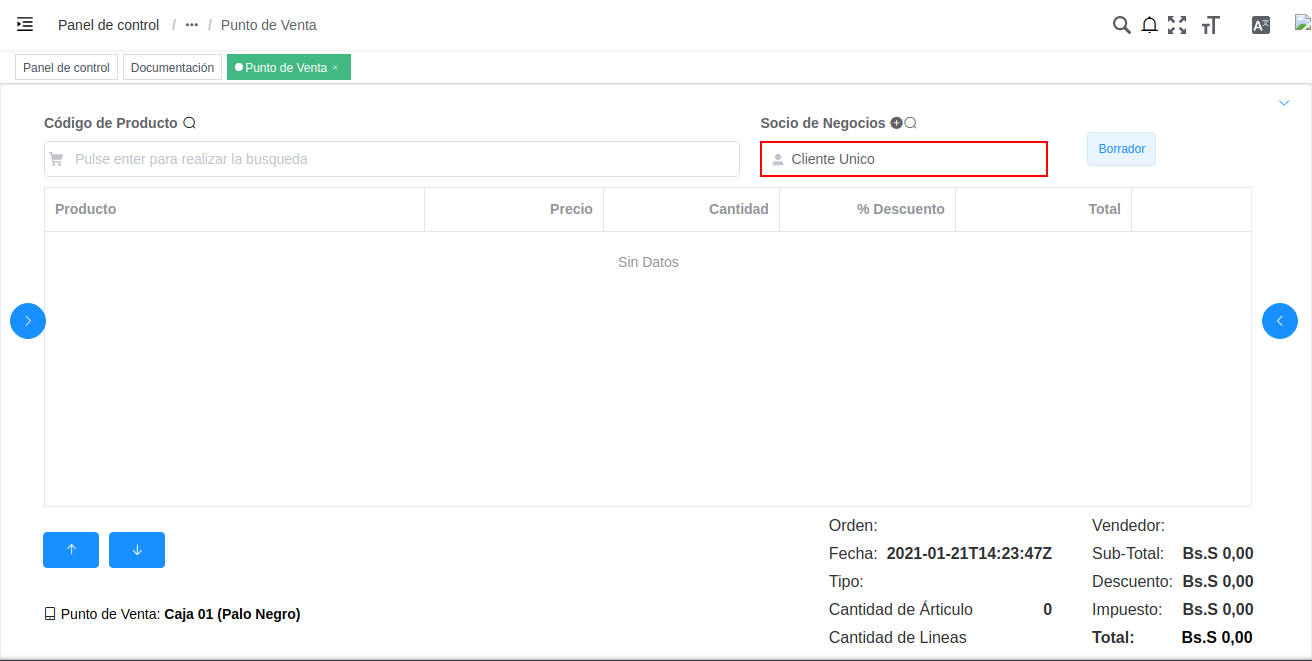 Panel de control / ••• / Punto de Venta
Panel de control Documentación Punto de Venta ×
Código de Producto
Socio de Negocios
Pulse enter para realizar la busqueda
Cliente Unico
Borrador
Producto Precio Cantidad % Descuento Total
Sin Datos
Orden: Vendedor:
Fecha: 2021-01-21T14:23:47Z Sub-Total: Bs.S 0,00
Tipo: Descuento: Bs.S 0,00
Cantidad de Árticulo 0 Impuesto: Bs.S 0,00
Punto de Venta: Caja 01 (Palo Negro)
Cantidad de Lineas Total: Bs.S 0,00